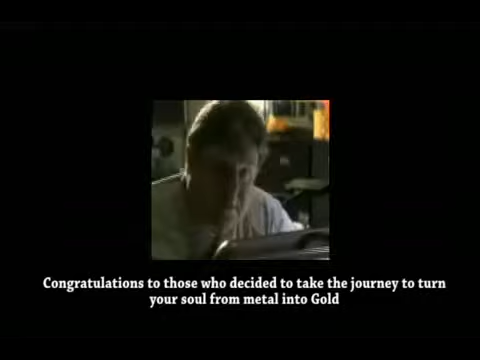 Congratulations to those who decided to take the journey to turn
your soul from metal into Gold